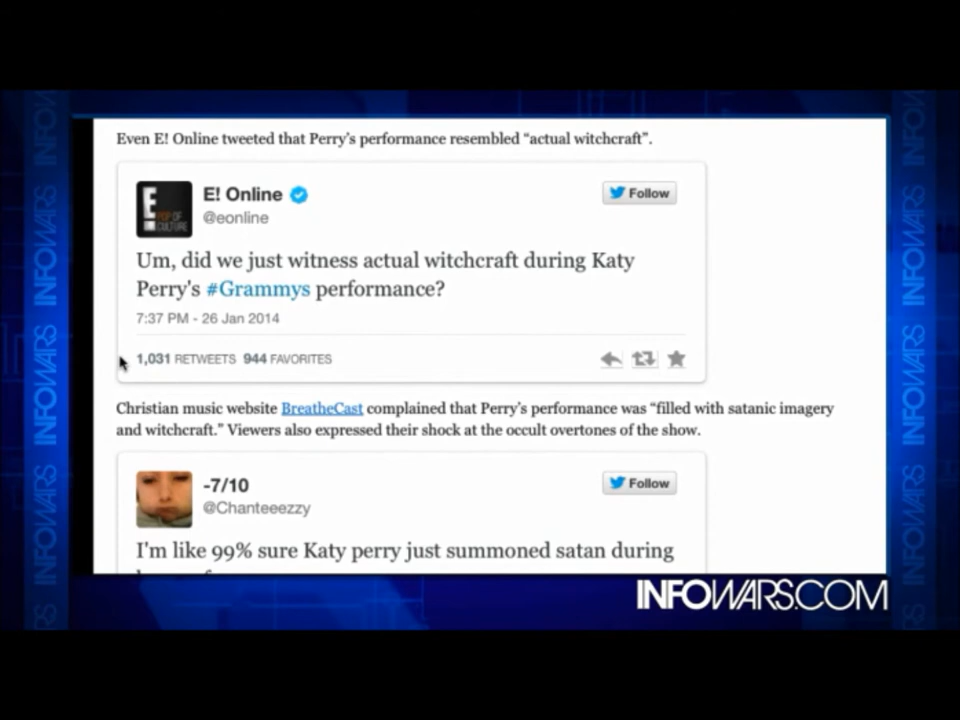 Even E! Online tweeted that Perry's performance resembled "actual witchcraft".
E! Online
@eonline
Follow
Um, did we just witness actual witchcraft during Katy
Perry's #Grammys performance?
7:37 PM - 26 Jan 2014
1,031 RETWEETS 944 FAVORITES
Christian music website BreatheCast complained that Perry's performance was "filled with satanic imagery
and witchcraft." Viewers also expressed their shock at the occult overtones of the show.
-7/10
@Chanteeezzy
Follow
I'm like 99% sure Katy perry just summoned satan during
INFOWARS.COM
INFOWARS
INFOWARS
INFOWARS
INFOWARS